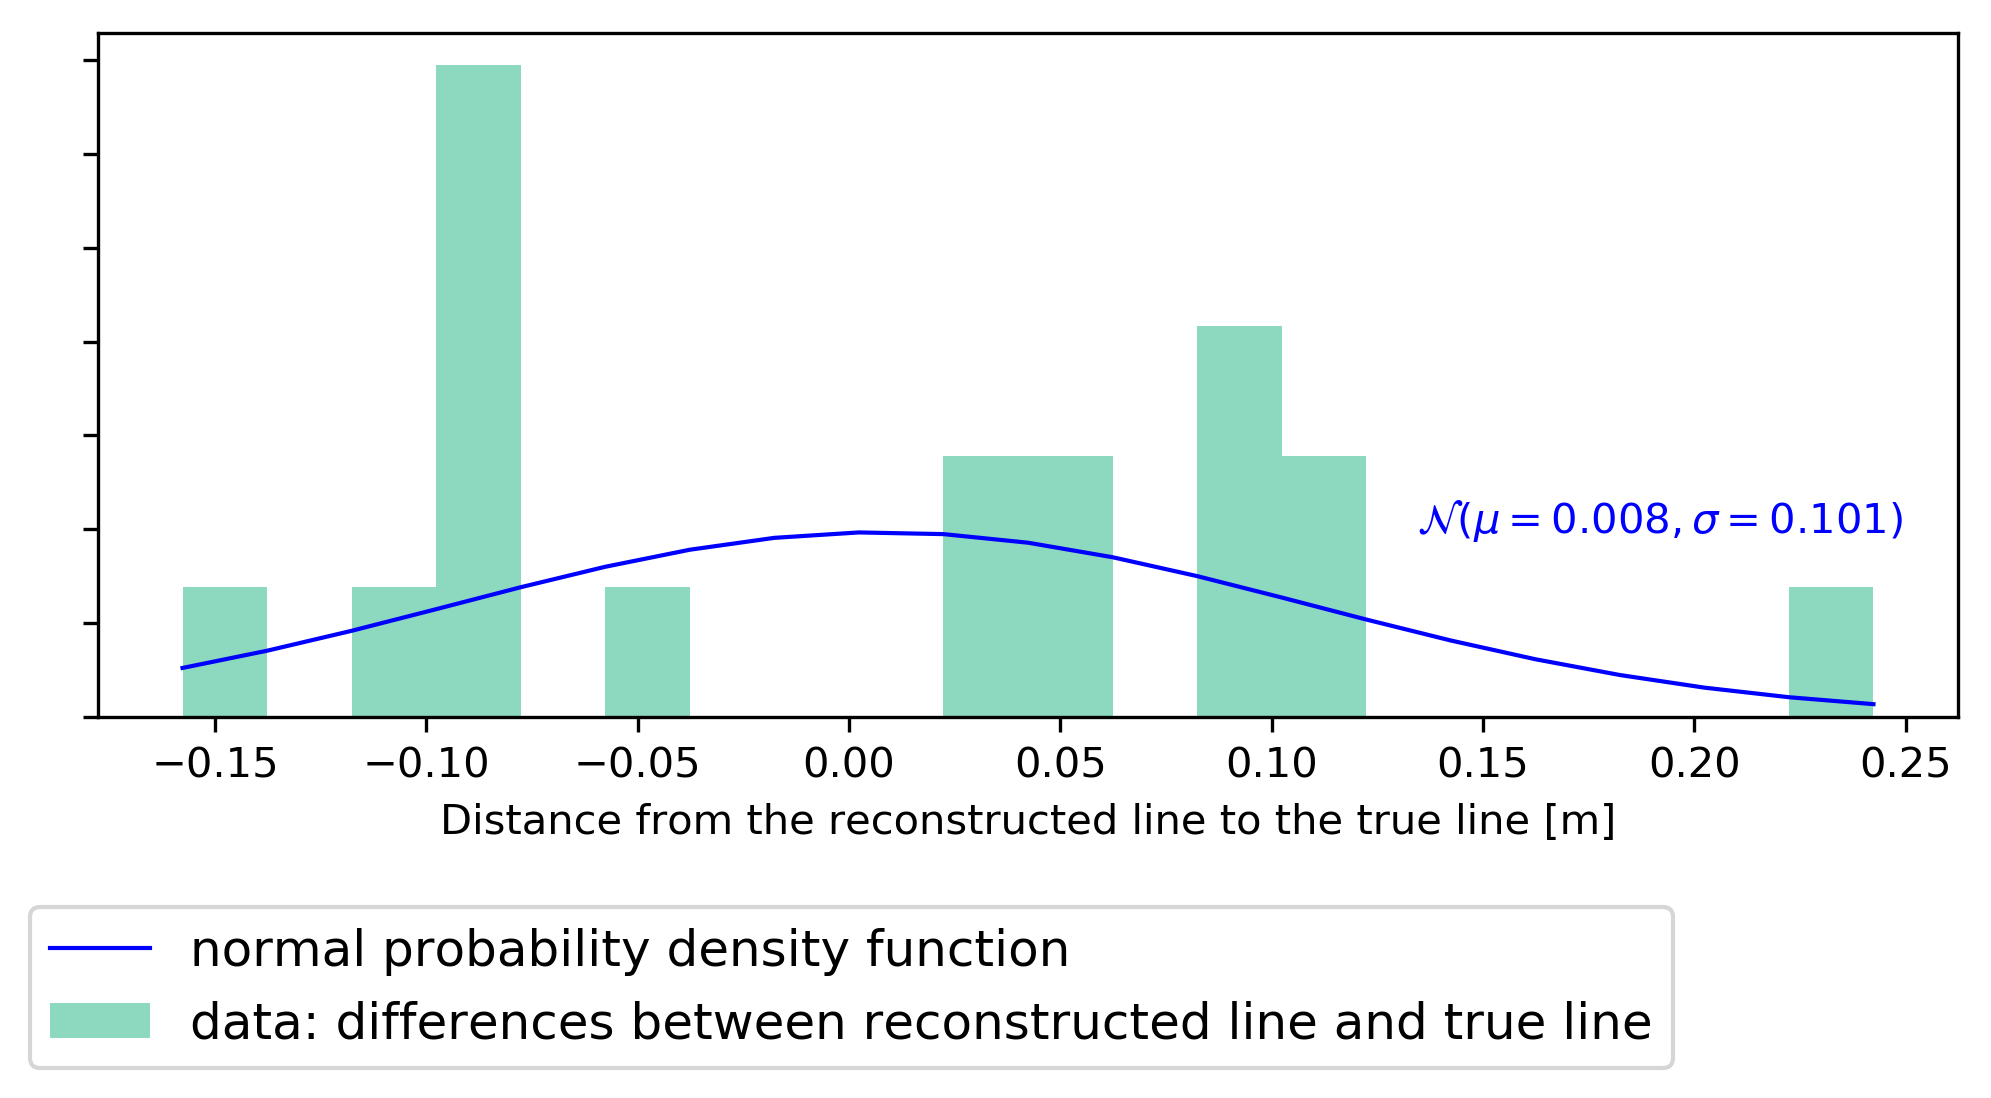 𝒩(μ = 0.008, σ = 0.101)
−0.15 −0.10 −0.05 0.00 0.05 0.10 0.15 0.20 0.25
Distance from the reconstructed line to the true line [m]
normal probability density function
data: differences between reconstructed line and true line